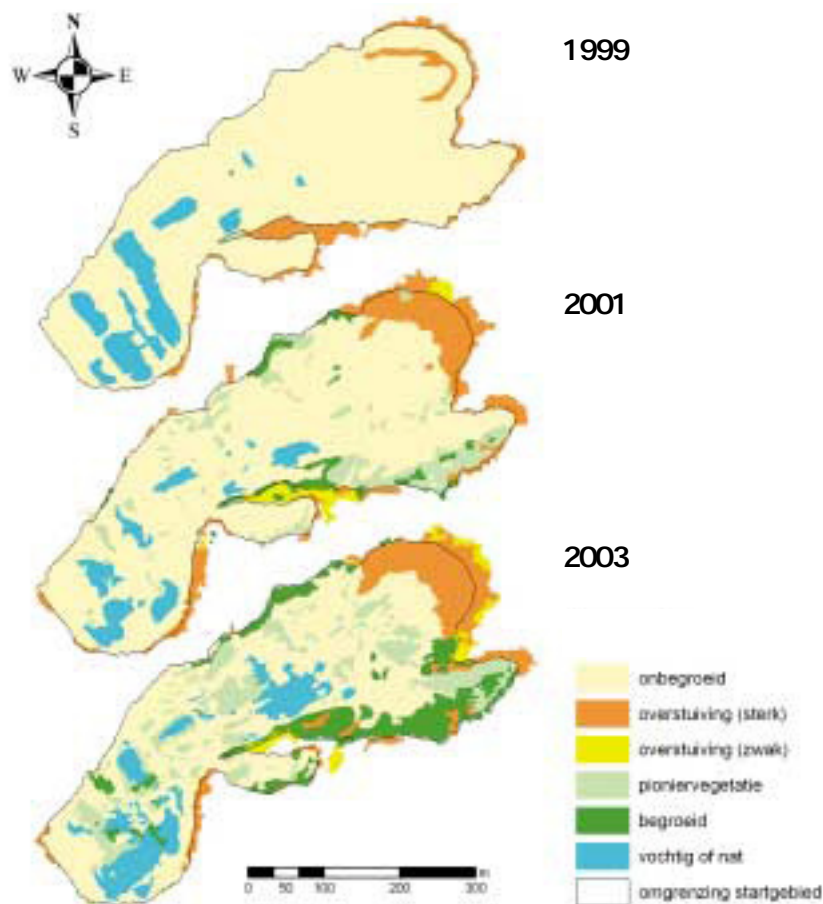 N
W E
S
1999
2001
2003
onbegroeid
overstuiving (sterk)
overstuiving (zwak)
pioniervegetatie
begroeid
vochtig of nat
omgrenzing startgebied
m
0 50 100 200 300